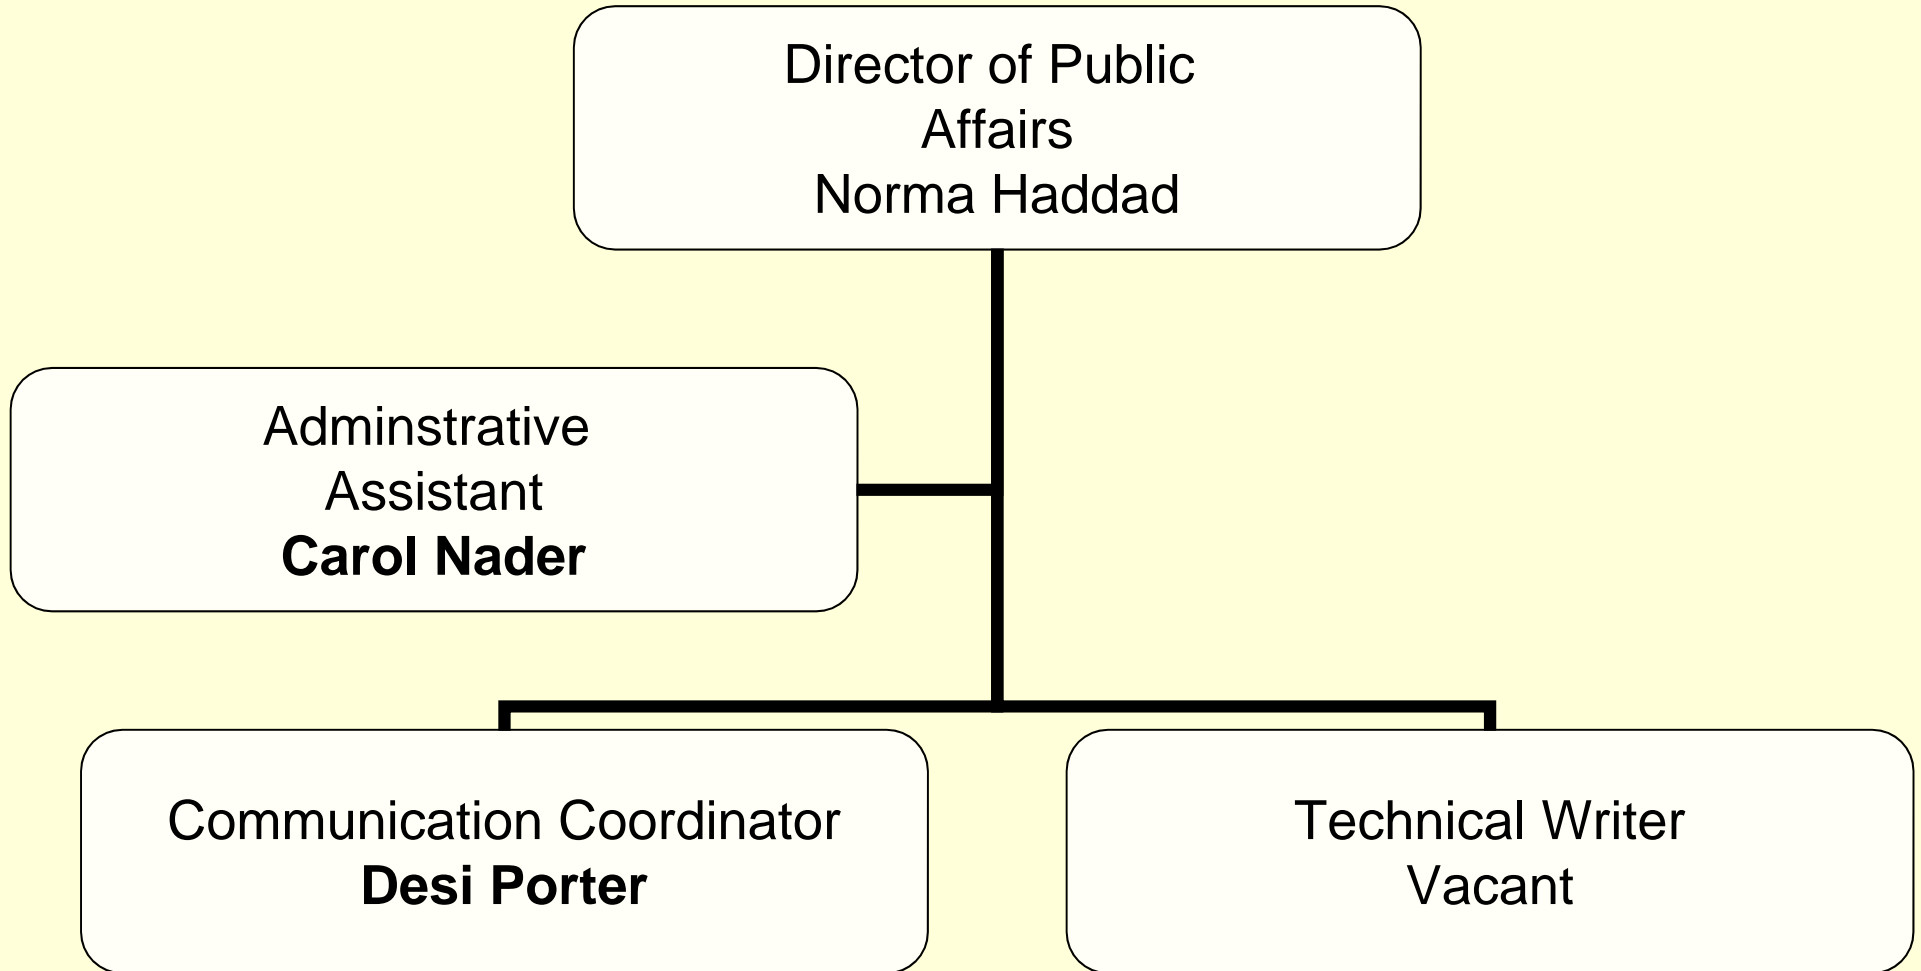 Director of Public
Affairs
Norma Haddad
Adminstrative
Assistant
Carol Nader
Communication Coordinator
Desi Porter
Technical Writer
Vacant